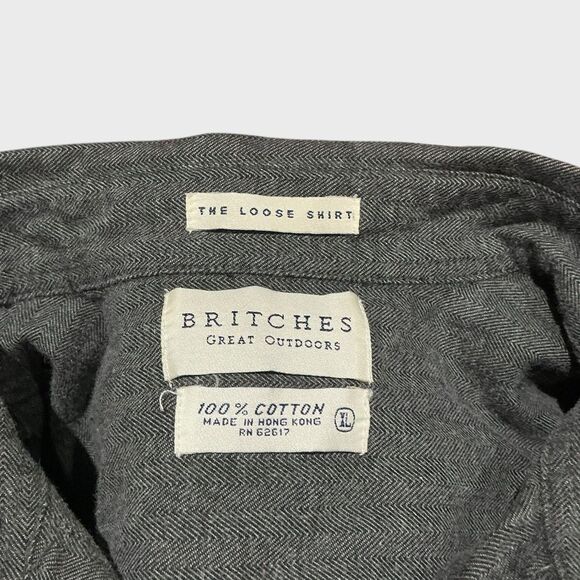 THE LOOSE SHIRT
BRITCHES
GREAT OUTDOORS
100% COTTON
MADE IN HONG KONG
RN 62617
XL